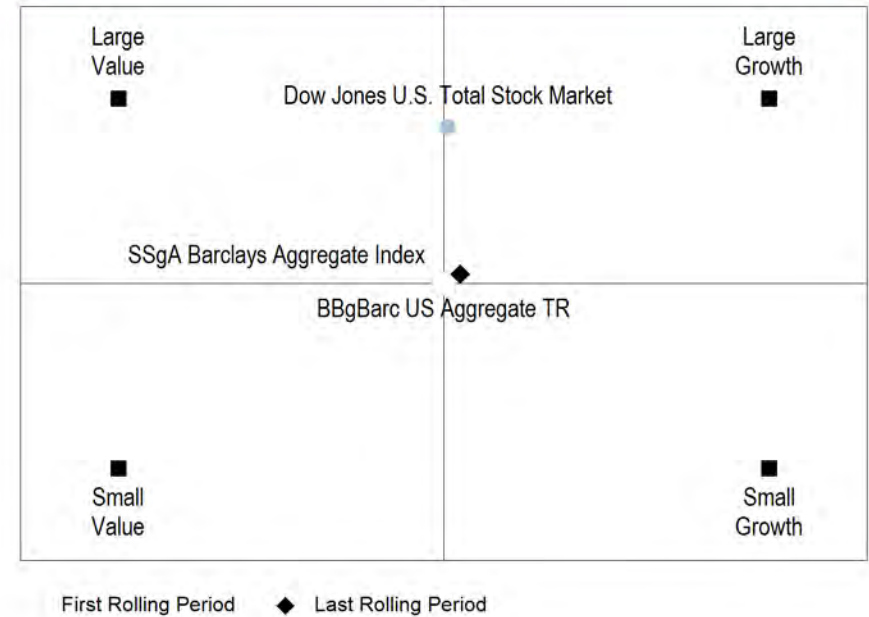 Large
Value
Large
Growth
Dow Jones U.S. Total Stock Market
SSgA Barclays Aggregate Index
BBgBarc US Aggregate TR
Small
Value
Small
Growth
First Rolling Period
Last Rolling Period